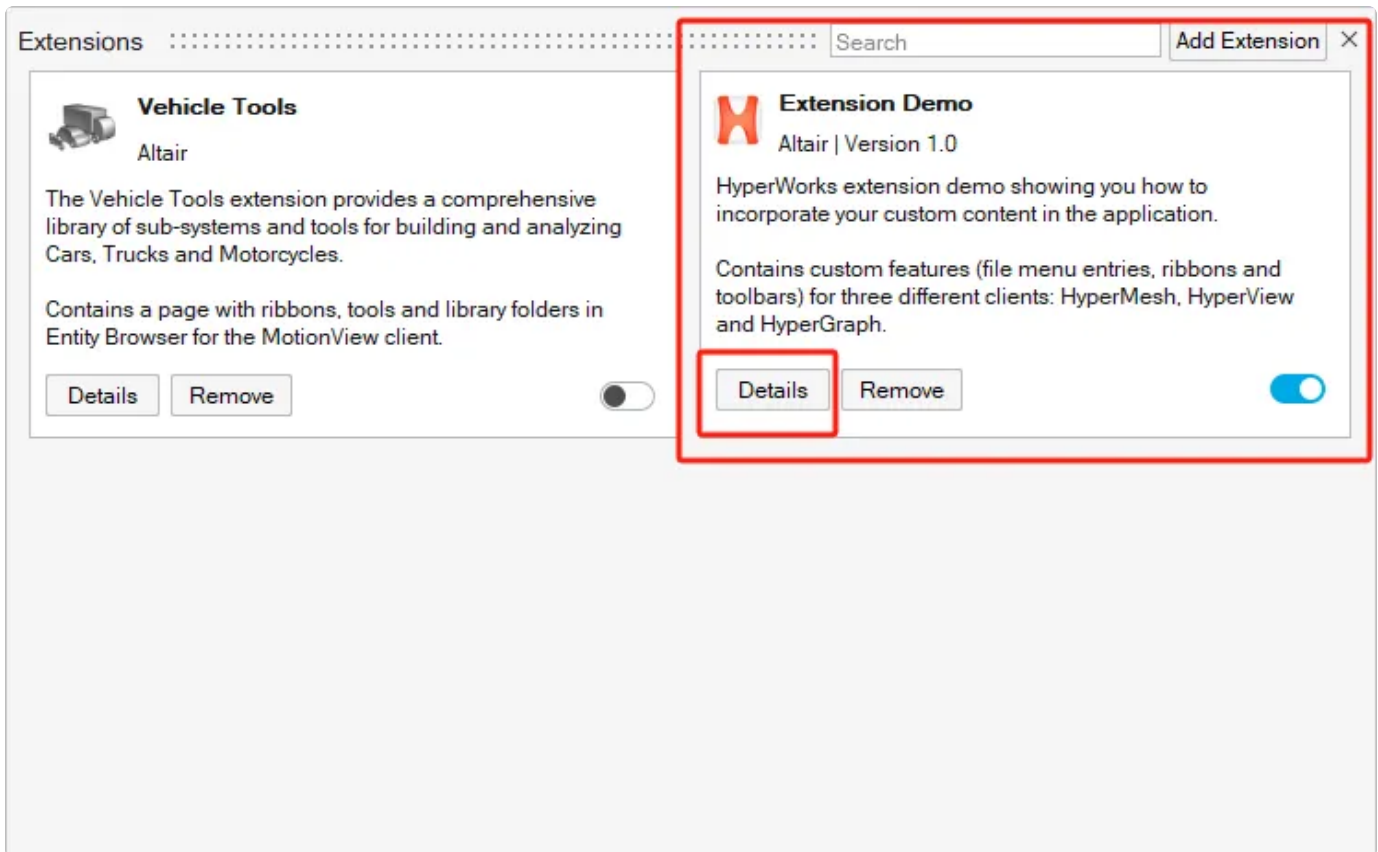 Extensions
Search
Add Extension
Vehicle Tools
Altair
The Vehicle Tools extension provides a comprehensive
library of sub-systems and tools for building and analyzing
Cars, Trucks and Motorcycles.
Contains a page with ribbons, tools and library folders in
Entity Browser for the MotionView client.
Details
Remove
Extension Demo
Altair | Version 1.0
HyperWorks extension demo showing you how to
incorporate your custom content in the application.
Contains custom features (file menu entries, ribbons and
toolbars) for three different clients: HyperMesh, HyperView
and HyperGraph.
Details
Remove